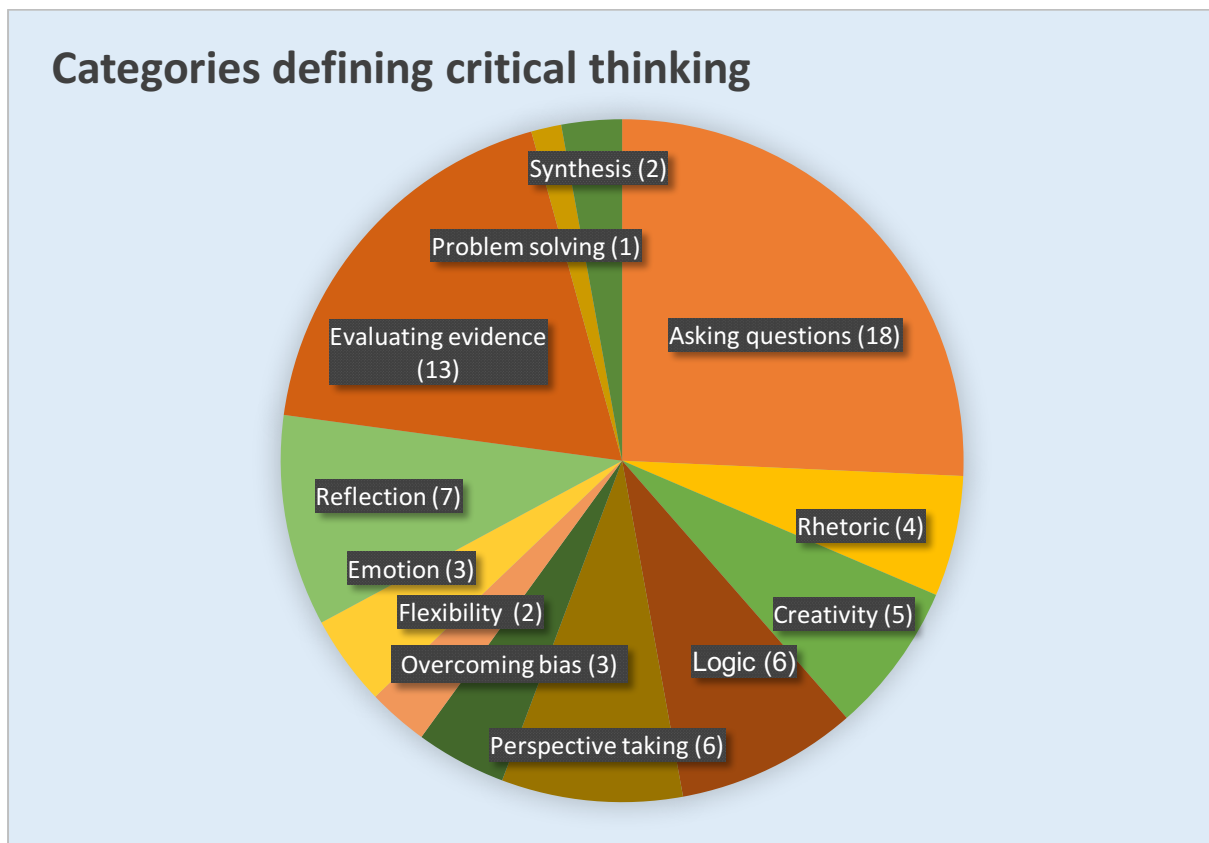 Categories defining critical thinking
Synthesis (2)
Problem solving (1)
Asking questions (18)
Evaluating evidence
(13)
Reflection (7)
Rhetoric (4)
Emotion (3)
Flexibility  (2)
Creativity (5)
Overcoming bias (3)
Logic (6)
Perspective taking (6)